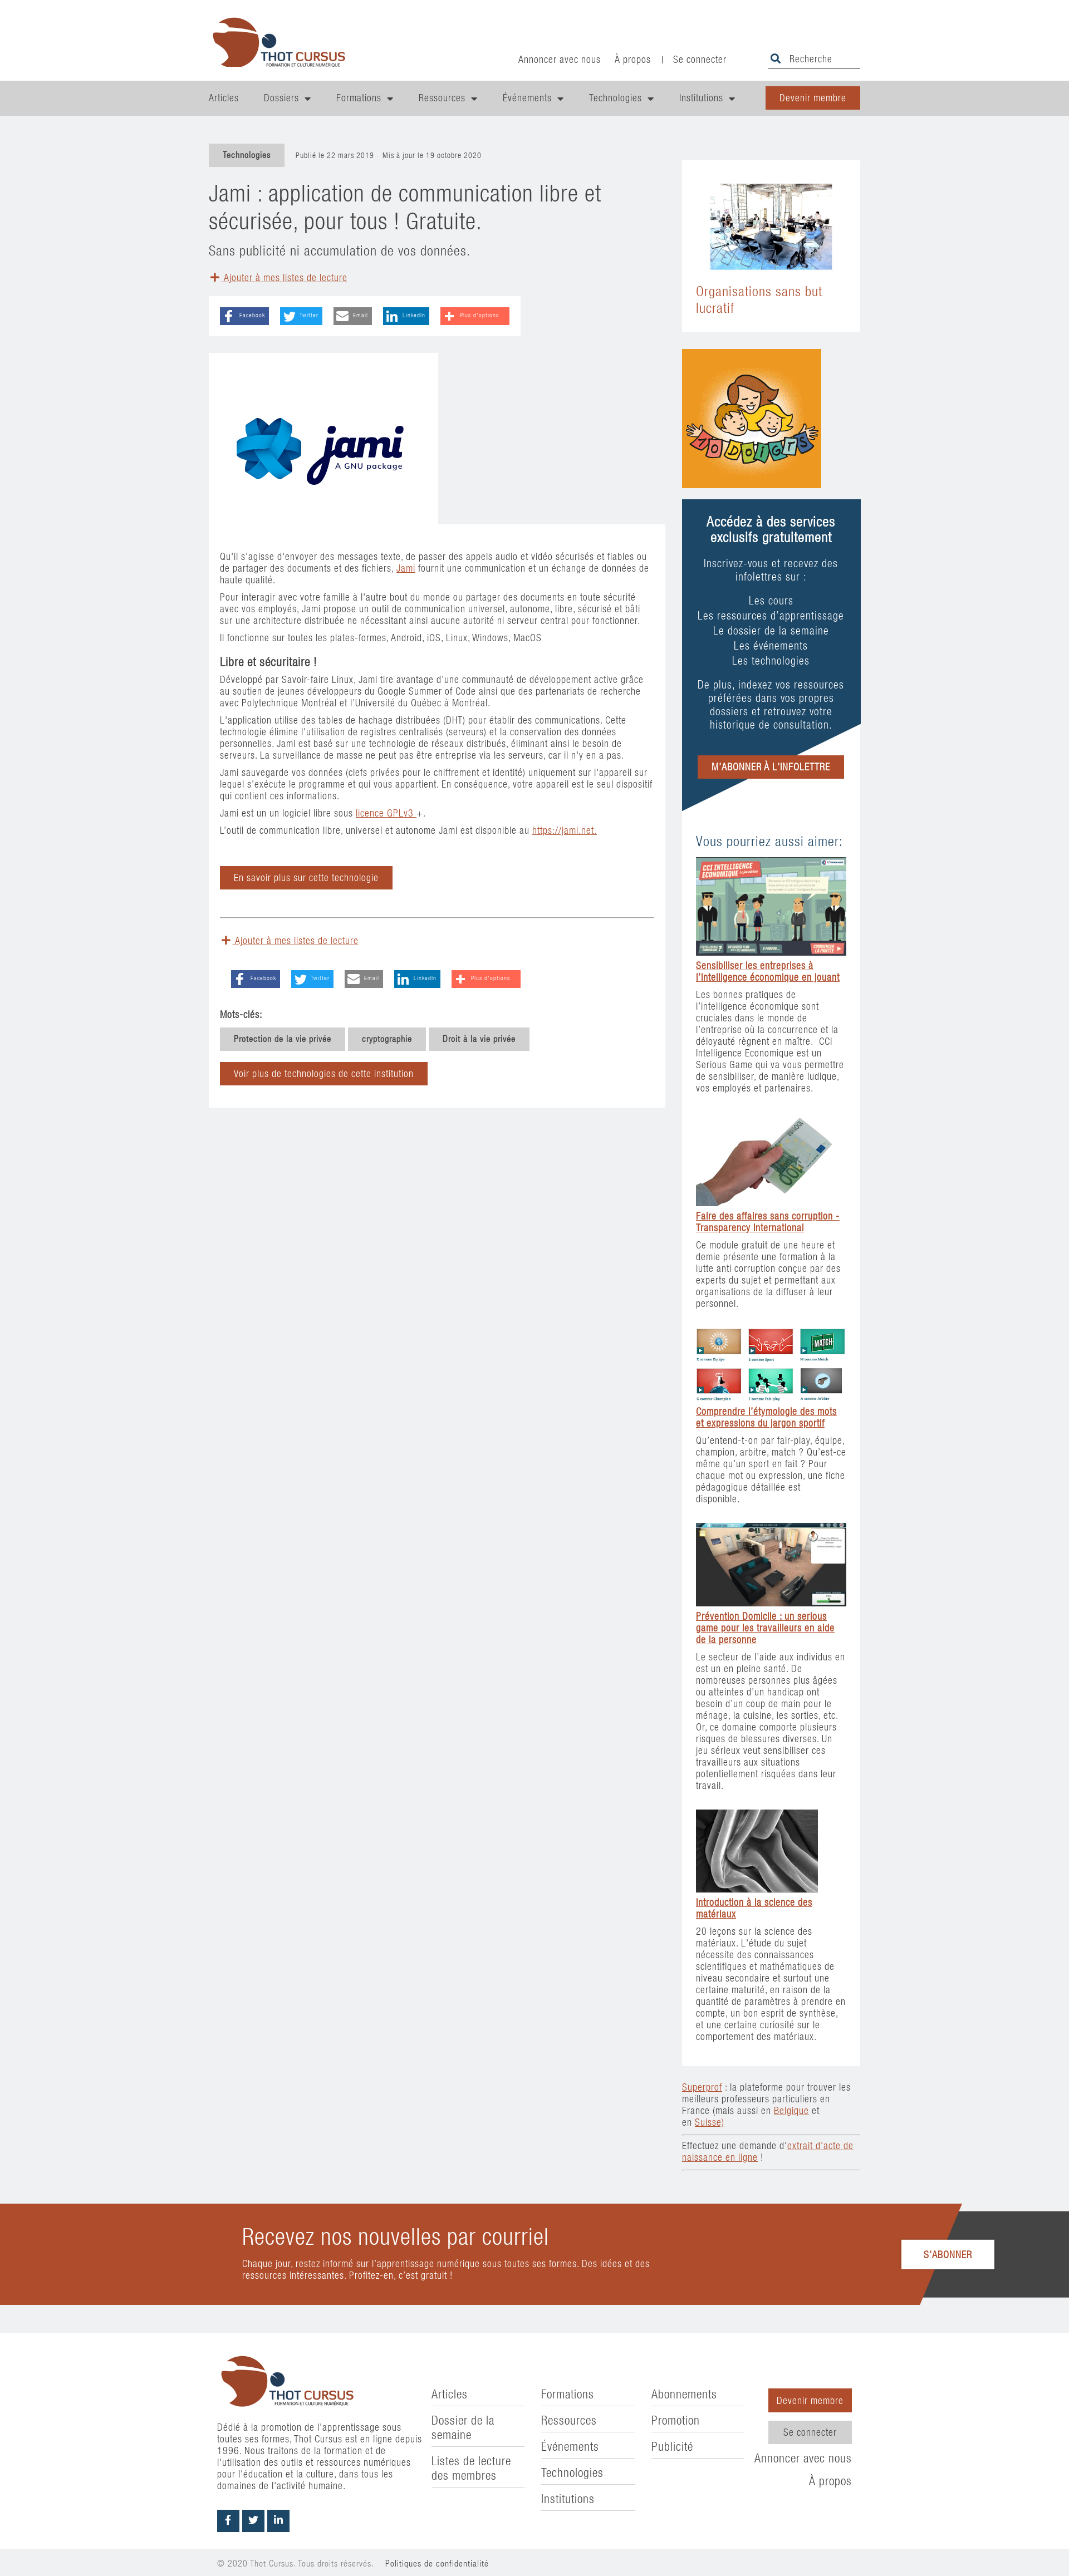 THOT CURSUS
FORMATION ET CULTURE NUMÉRIQUE
Annoncer avec nous
À propos
|
Se connecter
Recherche
Articles
Dossiers
Formations
Ressources
Événements
Technologies
Institutions
Devenir membre
Technologies
Publié le 22 mars 2019 Mis à jour le 19 octobre 2020
Jami : application de communication libre et
sécurisée, pour tous ! Gratuite.
Sans publicité ni accumulation de vos données.
Ajouter à mes listes de lecture
Facebook
Twitter
Email
LinkedIn
Plus d'options...
jami
A GNU package
Qu'il s'agisse d'envoyer des messages texte, de passer des appels audio et vidéo sécurisés et fiables ou
de partager des documents et des fichiers, Jami fournit une communication et un échange de données de
haute qualité.
Pour interagir avec votre famille à l'autre bout du monde ou partager des documents en toute sécurité
avec vos employés, Jami propose un outil de communication universel, autonome, libre, sécurisé et bâti
sur une architecture distribuée ne nécessitant ainsi aucune autorité ni serveur central pour fonctionner.
Il fonctionne sur toutes les plates-formes, Android, iOS, Linux, Windows, MacOS
Libre et sécuritaire !
Développé par Savoir-faire Linux, Jami tire avantage d'une communauté de développement active grâce
au soutien de jeunes développeurs du Google Summer of Code ainsi que des partenariats de recherche
avec Polytechnique Montréal et l'Université du Québec à Montréal.
L'application utilise des tables de hachage distribuées (DHT) pour établir des communications. Cette
technologie élimine l'utilisation de registres centralisés (serveurs) et la conservation des données
personnelles. Jami est basé sur une technologie de réseaux distribués, éliminant ainsi le besoin de
serveurs. La surveillance de masse ne peut pas être entreprise via les serveurs, car il n'y en a pas.
Jami sauvegarde vos données (clefs privées pour le chiffrement et identité) uniquement sur l'appareil sur
lequel s'exécute le programme et qui vous appartient. En conséquence, votre appareil est le seul dispositif
qui contient ces informations.
Jami est un un logiciel libre sous licence GPLv3 +.
L'outil de communication libre, universel et autonome Jami est disponible au https://jami.net.
En savoir plus sur cette technologie
Ajouter à mes listes de lecture
Facebook
Twitter
Email
LinkedIn
Plus d'options...
Mots-clés:
Protection de la vie privée
cryptographie
Droit à la vie privée
Voir plus de technologies de cette institution
Organisations sans but
lucratif
10 DOIGTS
Accédez à des services
exclusifs gratuitement
Inscrivez-vous et recevez des
infolettres sur :
Les cours
Les ressources d'apprentissage
Le dossier de la semaine
Les événements
Les technologies
De plus, indexez vos ressources
préférées dans vos propres
dossiers et retrouvez votre
historique de consultation.
M'ABONNER À L'INFOLETTRE
Vous pourriez aussi aimer:
CCI INTELLIGENCE
ECONOMIQUE
Sensibiliser les entreprises à
l'intelligence économique en jouant
Les bonnes pratiques de
l'intelligence économique sont
cruciales dans le monde de
l'entreprise où la concurrence et la
déloyauté règnent en maître.  CCI
Intelligence Economique est un
Serious Game qui va vous permettre
de sensibiliser, de manière ludique,
vos employés et partenaires.
100
Faire des affaires sans corruption -
Transparency International
Ce module gratuit de une heure et
demie présente une formation à la
lutte anti corruption conçue par des
experts du sujet et permettant aux
organisations de la diffuser à leur
personnel.
MATCH
E comme Equipe
S comme Sport
M comme Match
C comme Champion
F comme Fair-play
A comme Arbitre
Comprendre l'étymologie des mots
et expressions du jargon sportif
Qu'entend-t-on par fair-play, équipe,
champion, arbitre, match ? Qu'est-ce
même qu'un sport en fait ? Pour
chaque mot ou expression, une fiche
pédagogique détaillée est
disponible.
Prévention Domicile : un serious
game pour les travailleurs en aide
de la personne
Le secteur de l'aide aux individus en
est un en pleine santé. De
nombreuses personnes plus âgées
ou atteintes d'un handicap ont
besoin d'un coup de main pour le
ménage, la cuisine, les sorties, etc.
Or, ce domaine comporte plusieurs
risques de blessures diverses. Un
jeu sérieux veut sensibiliser ces
travailleurs aux situations
potentiellement risquées dans leur
travail.
Introduction à la science des
matériaux
20 leçons sur la science des
matériaux. L'étude du sujet
nécessite des connaissances
scientifiques et mathématiques de
niveau secondaire et surtout une
certaine maturité, en raison de la
quantité de paramètres à prendre en
compte, un bon esprit de synthèse,
et une certaine curiosité sur le
comportement des matériaux.
Superprof : la plateforme pour trouver les
meilleurs professeurs particuliers en
France (mais aussi en Belgique et
en Suisse)
Effectuez une demande d'extrait d'acte de
naissance en ligne !
Recevez nos nouvelles par courriel
Chaque jour, restez informé sur l'apprentissage numérique sous toutes ses formes. Des idées et des
ressources intéressantes. Profitez-en, c'est gratuit !
S'ABONNER
THOT CURSUS
FORMATION ET CULTURE NUMÉRIQUE
Dédié à la promotion de l'apprentissage sous
toutes ses formes, Thot Cursus est en ligne depuis
1996. Nous traitons de la formation et de
l'utilisation des outils et ressources numériques
pour l'éducation et la culture, dans tous les
domaines de l'activité humaine.
Articles
Dossier de la
semaine
Listes de lecture
des membres
Formations
Ressources
Événements
Technologies
Institutions
Abonnements
Promotion
Publicité
Devenir membre
Se connecter
Annoncer avec nous
À propos
© 2020 Thot Cursus. Tous droits réservés.
Politiques de confidentialité